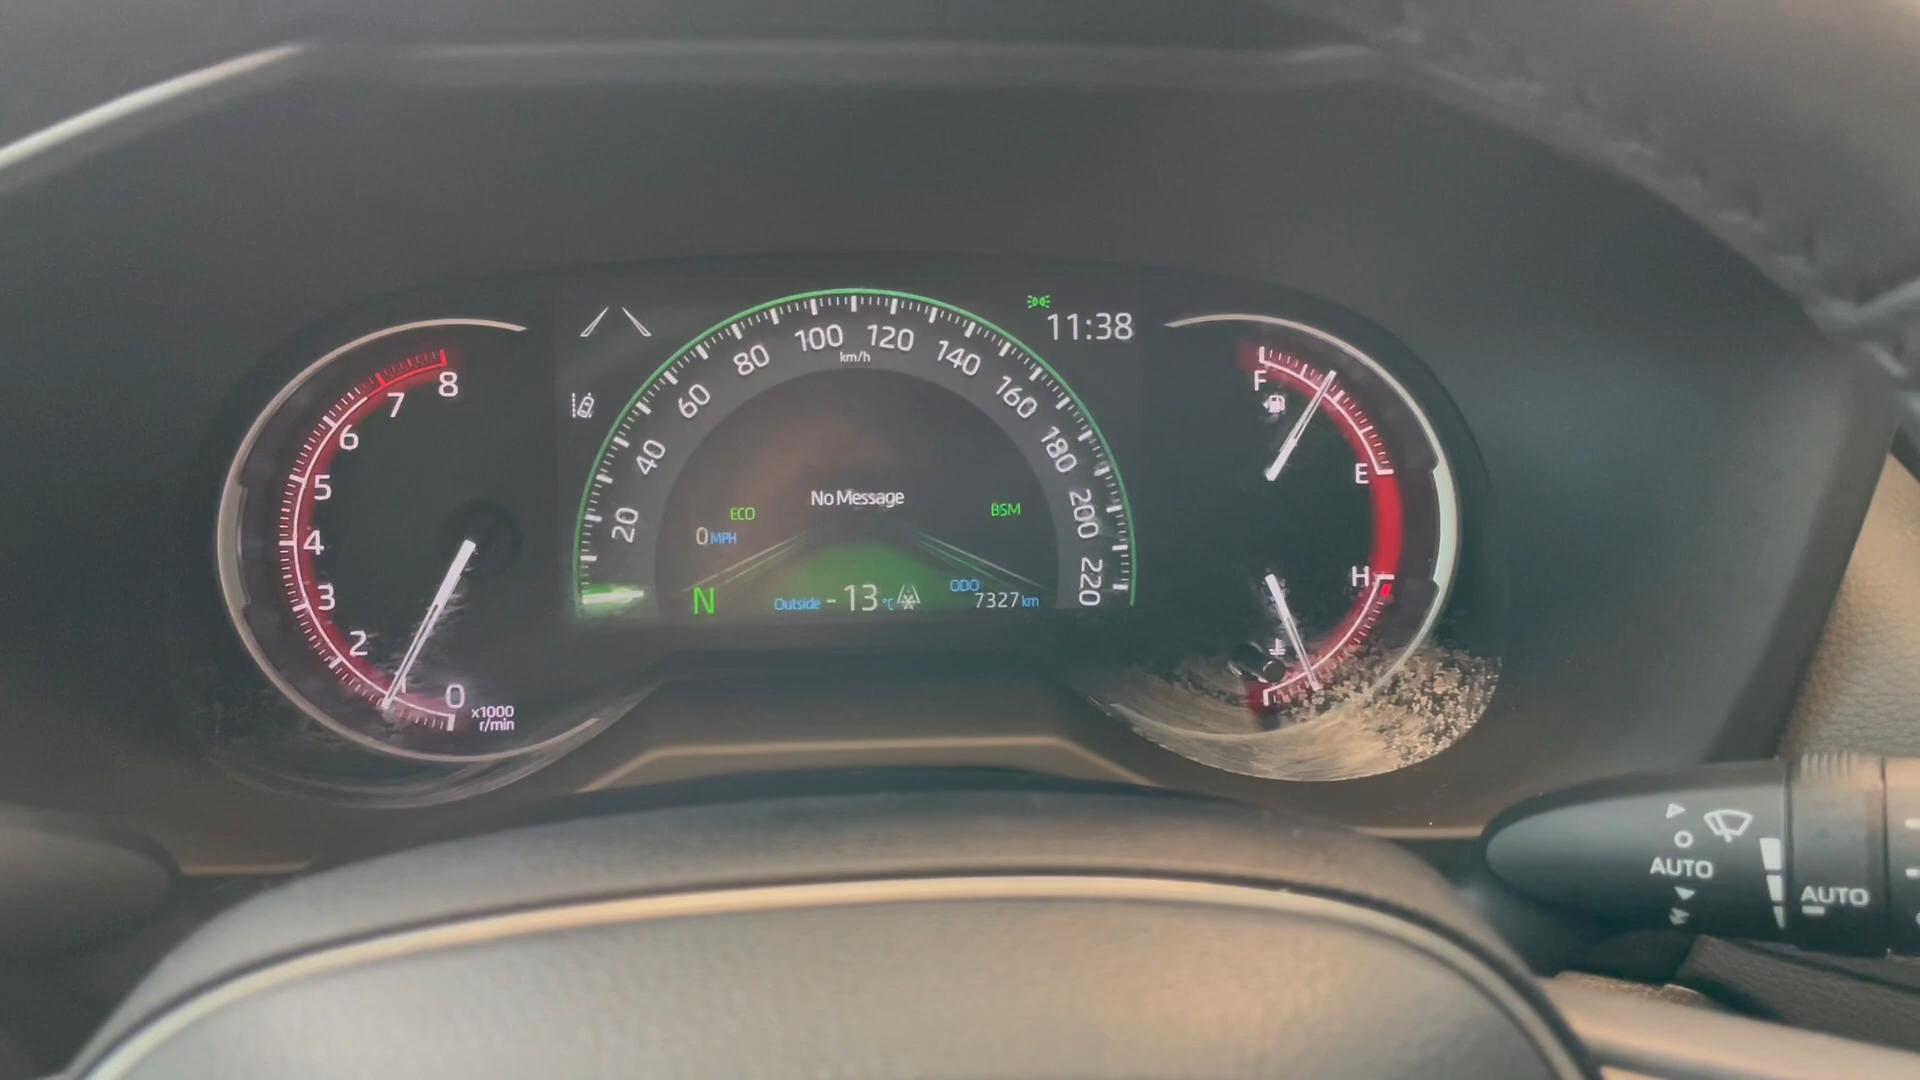 8
7
6
5
4
3
2
1
0
x1000
r/min
11:38
20
40
60
80
100
120
140
160
180
200
220
km/h
No Message
ECO
BSM
0 MPH
N
Outside -13°C
ODO
7327 km
F
E
H
AUTO
AUTO